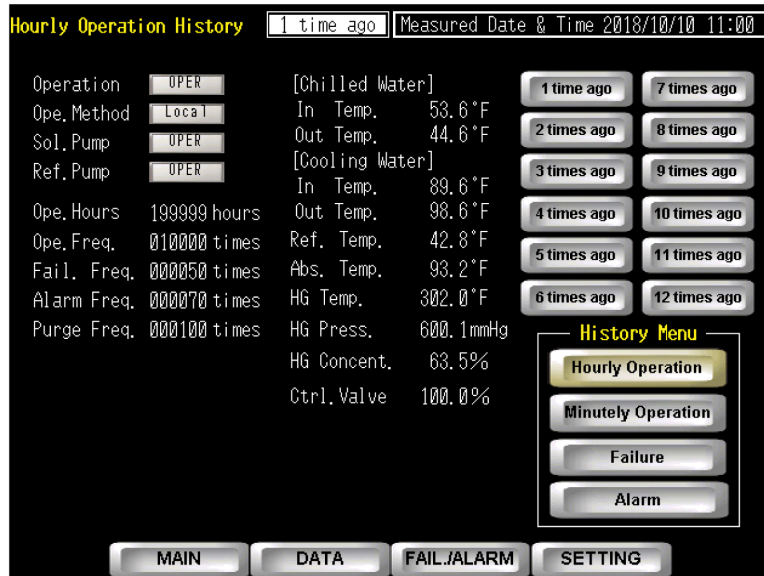 Hourly Operation History 1 time ago Measured Date & Time 2018/10/10 11:00
Operation OPER
Ope.Method Local
Sol.Pump OPER
Ref.Pump OPER
Ope.Hours 199999 hours
Ope.Freq. 010000 times
Fail. Freq. 000050 times
Alarm Freq. 000070 times
Purge Freq. 000100 times
[Chilled Water]
In Temp. 53.6°F
Out Temp. 44.6°F
[Cooling Water]
In Temp. 89.6°F
Out Temp. 98.6°F
Ref. Temp. 42.8°F
Abs. Temp. 93.2°F
HG Temp. 302.0°F
HG Press. 600.1mmHg
HG Concent. 63.5%
Ctrl.Valve 100.0%
1 time ago 7 times ago
2 times ago 8 times ago
3 times ago 9 times ago
4 times ago 10 times ago
5 times ago 11 times ago
6 times ago 12 times ago
History Menu
Hourly Operation
Minutely Operation
Failure
Alarm
MAIN DATA FAIL./ALARM SETTING